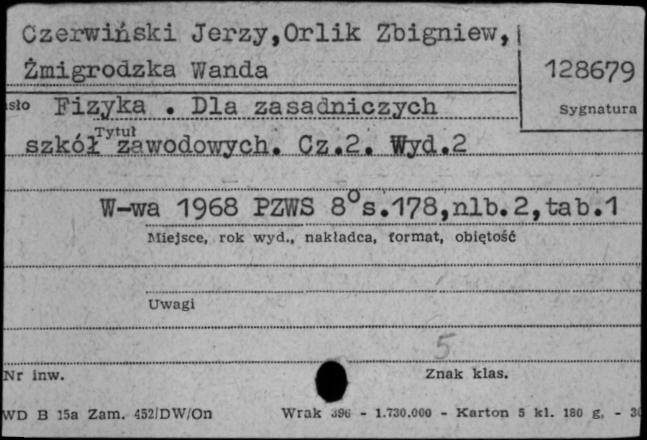 Czerwiński Jerzy, Orlik Zbigniew,
Żmigrodzka Wanda
128679
Sygnatura
sło Fizyka . Dla zasadniczych
Tytuł
szkół zawodowych. Cz.2. Wyd.2
W-wa 1968 PZWS 8° s.178,nlb.2,tab.1
Miejsce, rok wyd., nakładca, format, objętość
Uwagi
5
Nr inw.
Znak klas.
WD B 15a Zam. 452/DW/On Wrak 396 - 1.730.000 - Karton 5 kl. 180 g, - 30